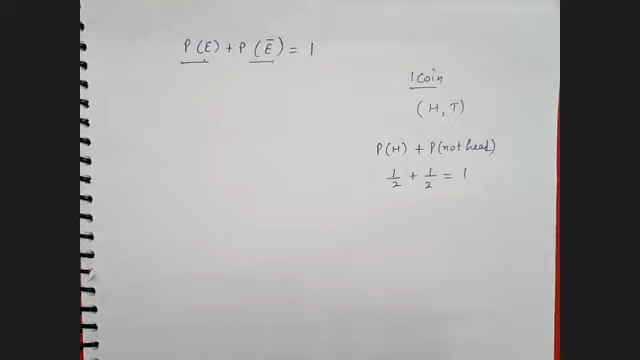 P(E) + P(E̅) = 1
1 Coin
(H, T)
P(H) + P(not head)
1/2 + 1/2 = 1